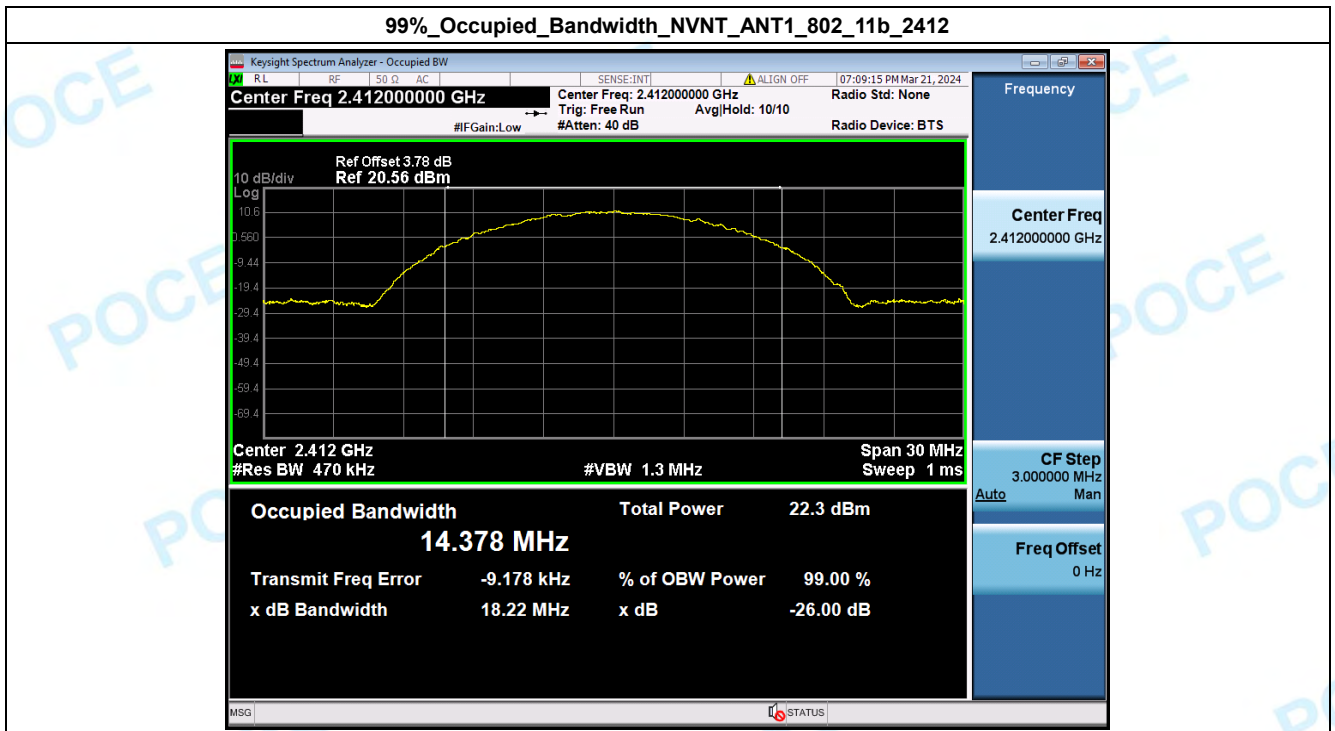 99%_Occupied_Bandwidth_NVNT_ANT1_802_11b_2412
Keysight Spectrum Analyzer - Occupied BW
LXI RL RF 50 Ω AC SENSE:INT ALIGN OFF 07:09:15 PM Mar 21, 2024
Center Freq 2.412000000 GHz
Center Freq: 2.412000000 GHz Radio Std: None
Trig: Free Run Avg|Hold: 10/10
#IFGain:Low #Atten: 40 dB Radio Device: BTS
Frequency
Ref Offset 3.78 dB
10 dB/div Ref 20.56 dBm
Log
10.6
0.560
-9.44
-19.4
-29.4
-39.4
-49.4
-59.4
-69.4
Center 2.412 GHz Span 30 MHz
#Res BW 470 kHz #VBW 1.3 MHz Sweep 1 ms
Center Freq
2.412000000 GHz
CF Step
3.000000 MHz
Auto Man
Freq Offset
0 Hz
Occupied Bandwidth Total Power 22.3 dBm
14.378 MHz
Transmit Freq Error -9.178 kHz % of OBW Power 99.00 %
x dB Bandwidth 18.22 MHz x dB -26.00 dB
MSG STATUS
POCE
POCE
POCE
POCE
POCE
POCE